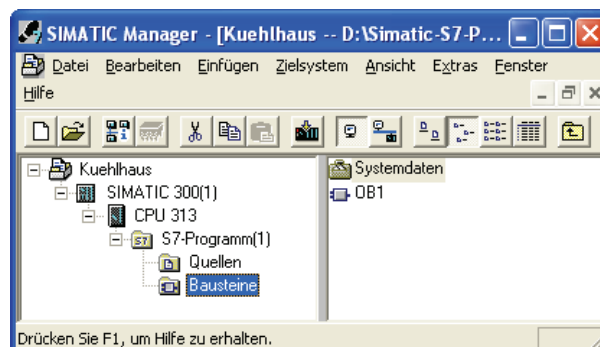 SIMATIC Manager - [Kuehlhaus -- D:\Simatic-S7-P...
Datei Bearbeiten Einfügen Zielsystem Ansicht Extras Fenster
Hilfe
Kuehlhaus
SIMATIC 300(1)
CPU 313
S7-Programm(1)
Quellen
Bausteine
Systemdaten
OB1
Drücken Sie F1, um Hilfe zu erhalten.